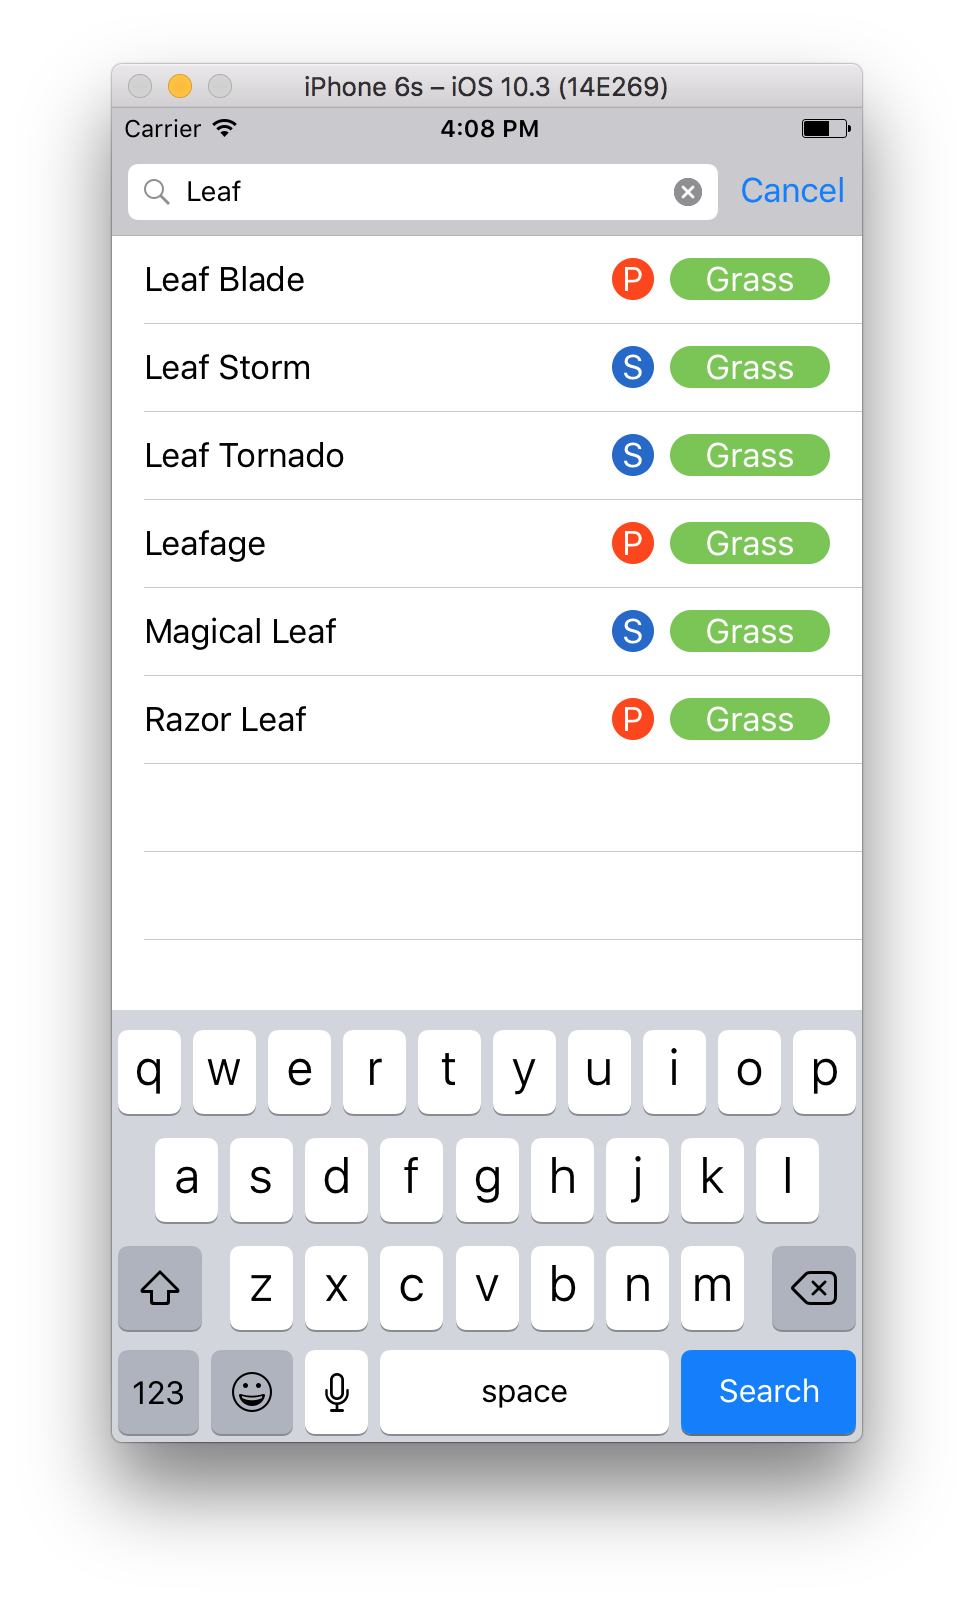 iPhone 6s – iOS 10.3 (14E269)
Carrier 4:08 PM
Leaf Cancel
Leaf Blade P Grass
Leaf Storm S Grass
Leaf Tornado S Grass
Leafage P Grass
Magical Leaf S Grass
Razor Leaf P Grass
q w e r t y u i o p
a s d f g h j k l
z x c v b n m
123 space Search